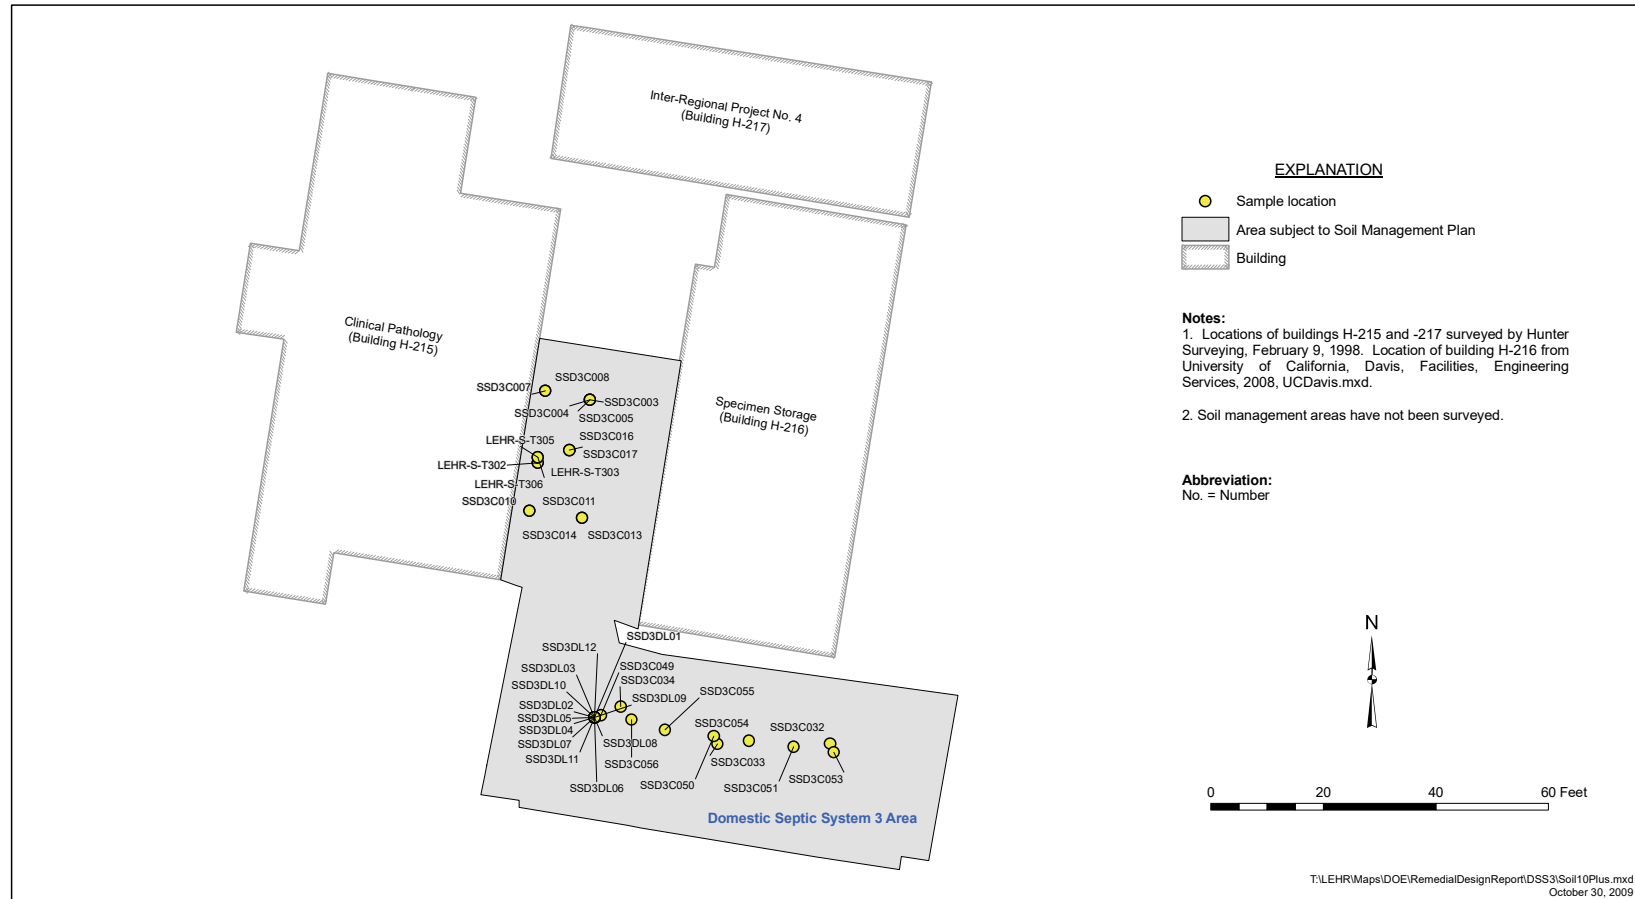 Inter-Regional Project No. 4
(Building H-217)
Clinical Pathology
(Building H-215)
Specimen Storage
(Building H-216)
SSD3C008
SSD3C007
SSD3C003
SSD3C004
SSD3C005
SSD3C016
LEHR-S-T305
SSD3C017
LEHR-S-T302
LEHR-S-T303
LEHR-S-T306
SSD3C010
SSD3C011
SSD3C014
SSD3C013
SSD3DL01
SSD3DL12
SSD3DL03
SSD3C049
SSD3C034
SSD3DL10
SSD3DL09
SSD3C055
SSD3DL02
SSD3DL05
SSD3DL04
SSD3C054
SSD3C032
SSD3DL07
SSD3DL08
SSD3DL11
SSD3C056
SSD3C033
SSD3C053
SSD3DL06
SSD3C050
SSD3C051
Domestic Septic System 3 Area
EXPLANATION
Sample location
Area subject to Soil Management Plan
Building
Notes:
1. Locations of buildings H-215 and -217 surveyed by Hunter
Surveying, February 9, 1998. Location of building H-216 from
University of California, Davis, Facilities, Engineering
Services, 2008, UCDavis.mxd.
2. Soil management areas have not been surveyed.
Abbreviation:
No. = Number
N
0 20 40 60 Feet
T:\LEHR\Maps\DOE\RemedialDesignReport\DSS3\Soil10Plus.mxd
October 30, 2009